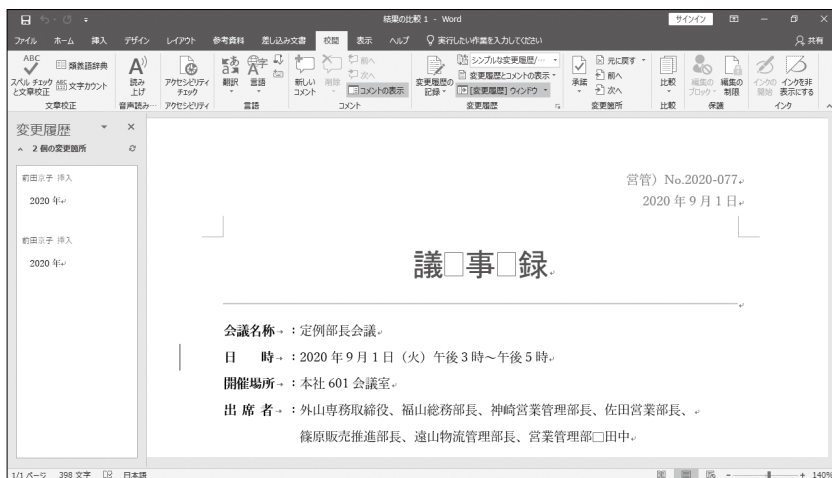 結果の比較 1 - Word
サインイン
ファイル ホーム 挿入 デザイン レイアウト 参考資料 差し込み文書 校閲 表示 ヘルプ 実行したい作業を入力してください 共有
ABC
スペル チェック
と文章校正
類義語辞典
文字カウント
文章校正
読み
上げ
音声読み…
アクセシビリティ
チェック
アクセシビリティ
翻訳
言語
言語
新しい
コメント
削除
前へ
次へ
コメントの表示
コメント
変更履歴の
記録
シンプルな変更履歴/…
変更履歴とコメントの表示
[変更履歴] ウィンドウ
変更履歴
承諾
元に戻す
前へ
次へ
変更箇所
比較
比較
編集の
ブロック
編集の
制限
保護
インクの
開始
インクを非
表示にする
インク
変更履歴
2 個の変更箇所
前田京子 挿入
2020 年
前田京子 挿入
2020 年
営管）No.2020-077
2020 年 9 月 1 日
議□事□録
会議名称→：定例部長会議
日　時→：2020 年 9 月 1 日（火）午後 3 時～午後 5 時
開催場所→：本社 601 会議室
出 席 者→：外山専務取締役、福山総務部長、神崎営業管理部長、佐田営業部長、
篠原販売推進部長、遠山物流管理部長、営業管理部□田中
1/1 ページ 398 文字 日本語
140%